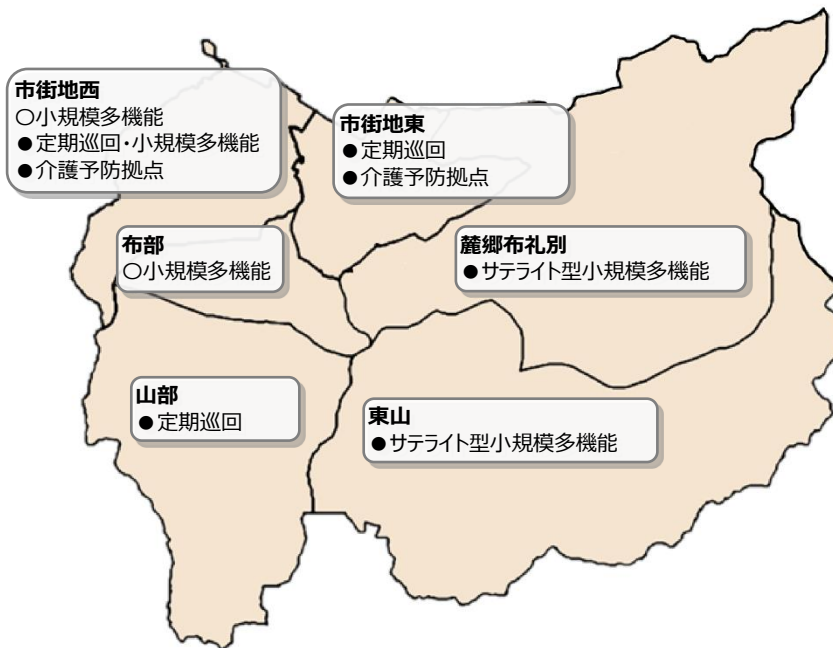 市街地西
○小規模多機能
●定期巡回・小規模多機能
●介護予防拠点
市街地東
●定期巡回
●介護予防拠点
布部
○小規模多機能
麓郷布礼別
●サテライト型小規模多機能
山部
●定期巡回
東山
●サテライト型小規模多機能